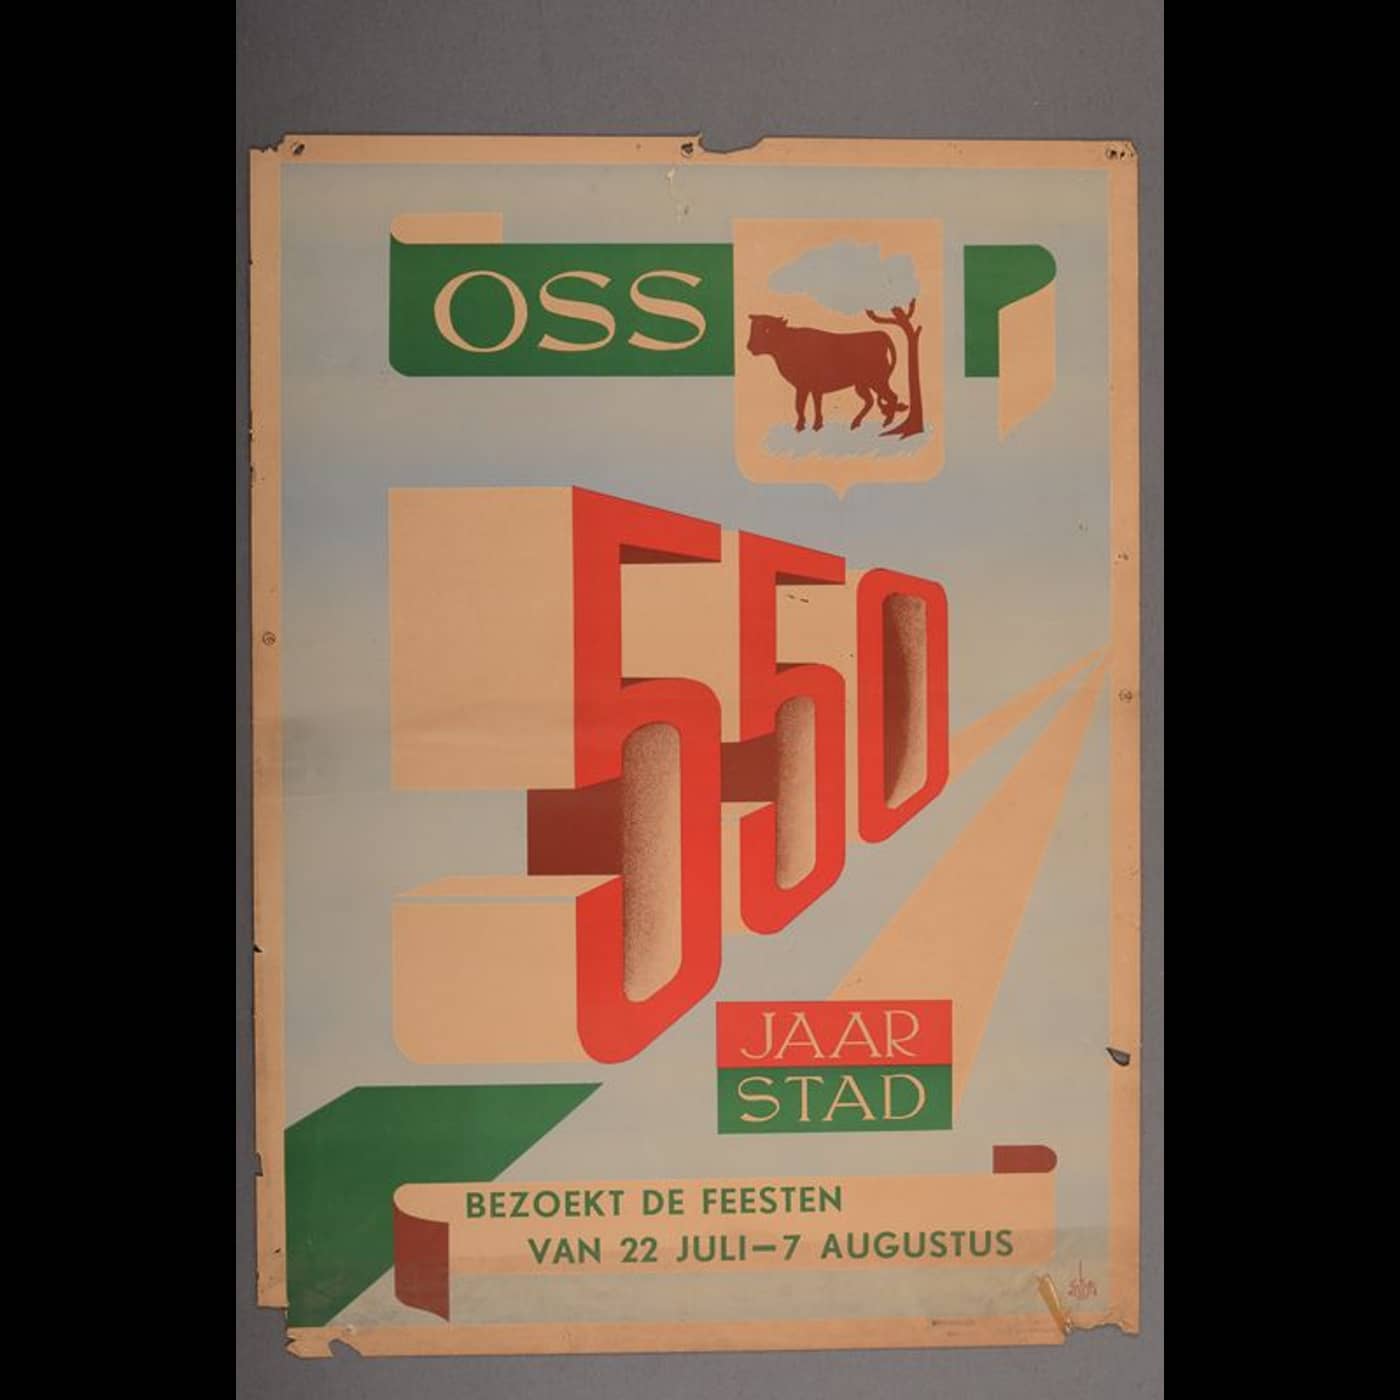 OSS
550
JAAR
STAD
BEZOEKT DE FEESTEN
VAN 22 JULI–7 AUGUSTUS